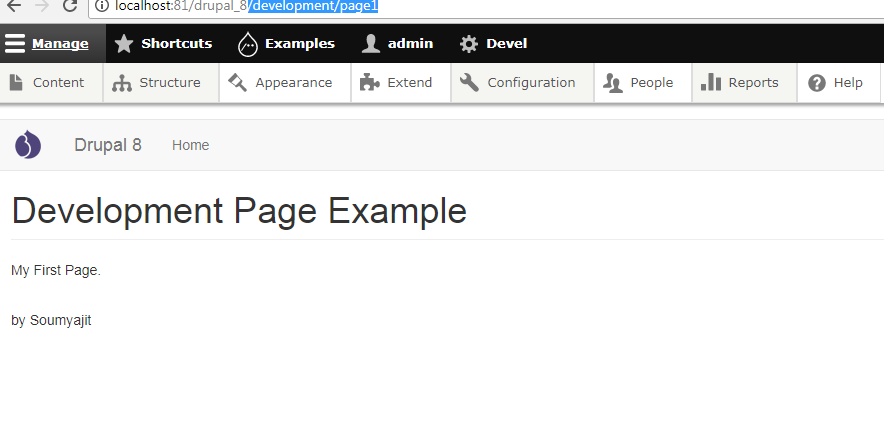 localhost:81/drupal_8/development/page1
Manage Shortcuts Examples admin Devel
Content Structure Appearance Extend Configuration People Reports Help
Drupal 8 Home
Development Page Example
My First Page.
by Soumyajit